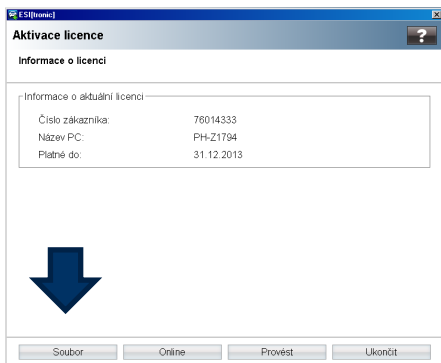 ESI[tronic]
Aktivace licence
?
Informace o licenci
Informace o aktuální licenci
Číslo zákazníka: 76014333
Název PC: PH-Z1794
Platné do: 31.12.2013
Soubor Online Provést Ukončit